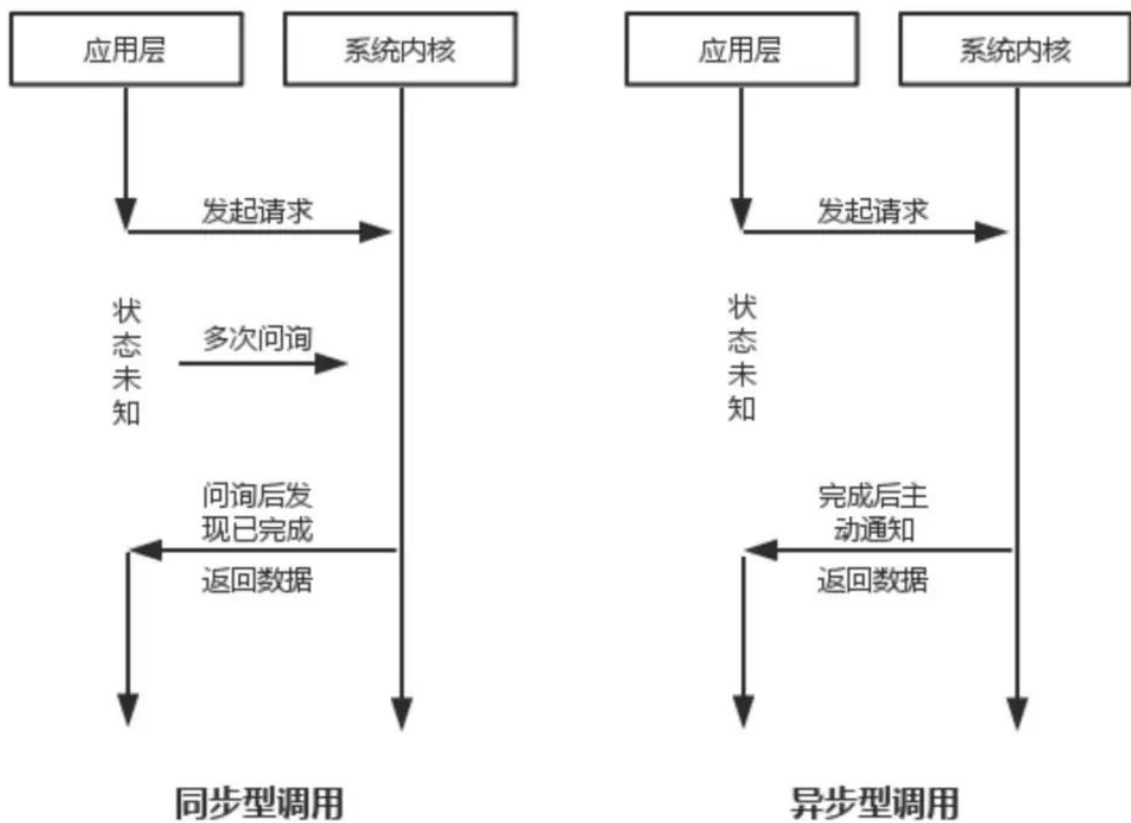 应用层
系统内核
发起请求
状态未知
多次问询
问询后发
现已完成
返回数据
同步型调用
应用层
系统内核
发起请求
状态未知
完成后主
动通知
返回数据
异步型调用